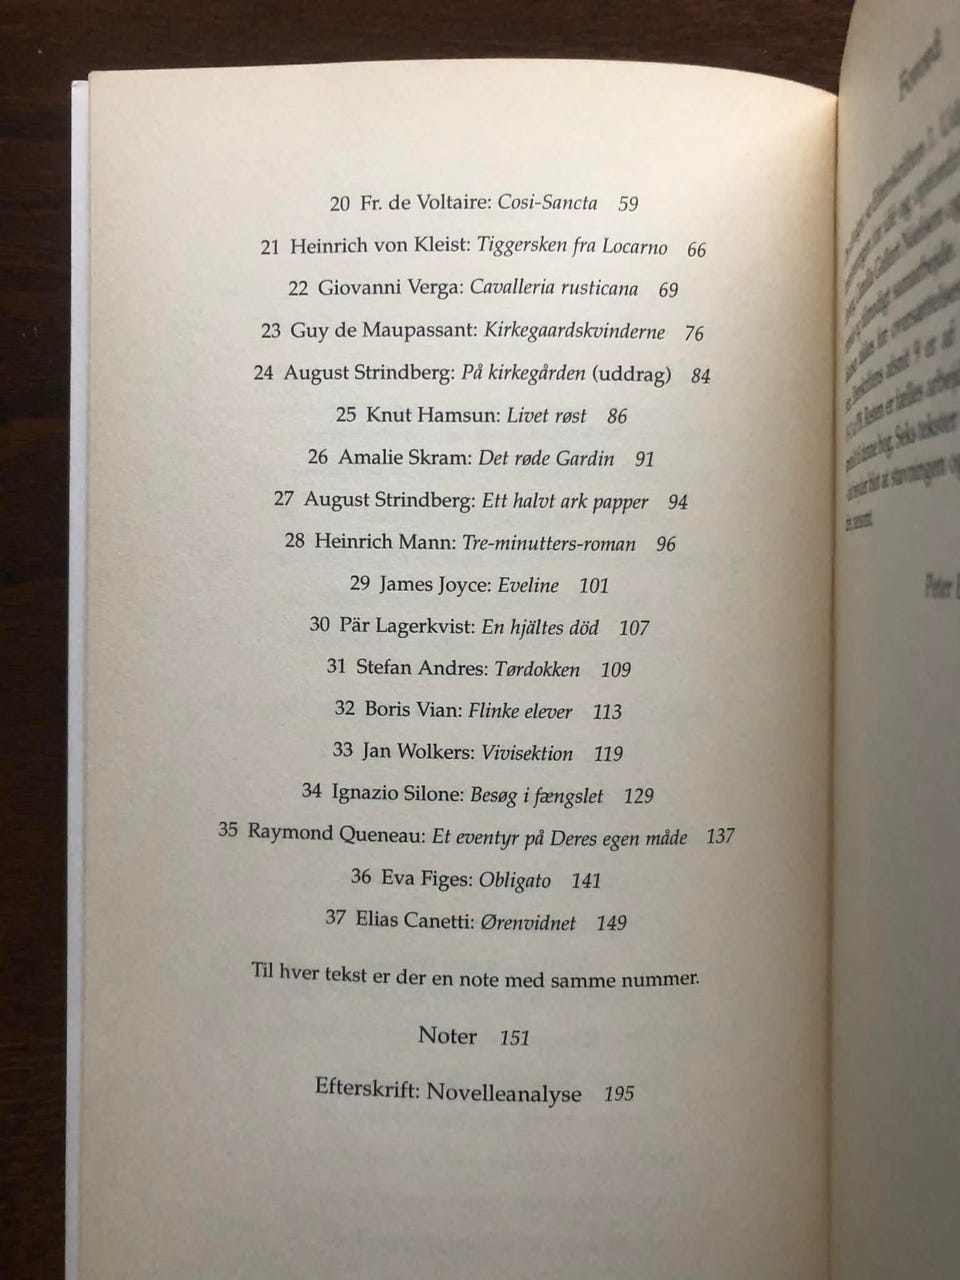 20 Fr. de Voltaire: Cosi-Sancta 59
21 Heinrich von Kleist: Tiggersken fra Locarno 66
22 Giovanni Verga: Cavalleria rusticana 69
23 Guy de Maupassant: Kirkegaardskvinderne 76
24 August Strindberg: På kirkegården (uddrag) 84
25 Knut Hamsun: Livet røst 86
26 Amalie Skram: Det røde Gardin 91
27 August Strindberg: Ett halvt ark papper 94
28 Heinrich Mann: Tre-minutters-roman 96
29 James Joyce: Eveline 101
30 Pär Lagerkvist: En hjältes död 107
31 Stefan Andres: Tørdokken 109
32 Boris Vian: Flinke elever 113
33 Jan Wolkers: Vivisektion 119
34 Ignazio Silone: Besøg i fængslet 129
35 Raymond Queneau: Et eventyr på Deres egen måde 137
36 Eva Figes: Obligato 141
37 Elias Canetti: Ørenvidnet 149
Til hver tekst er der en note med samme nummer.
Noter 151
Efterskrift: Novelleanalyse 195
Forord
Peter